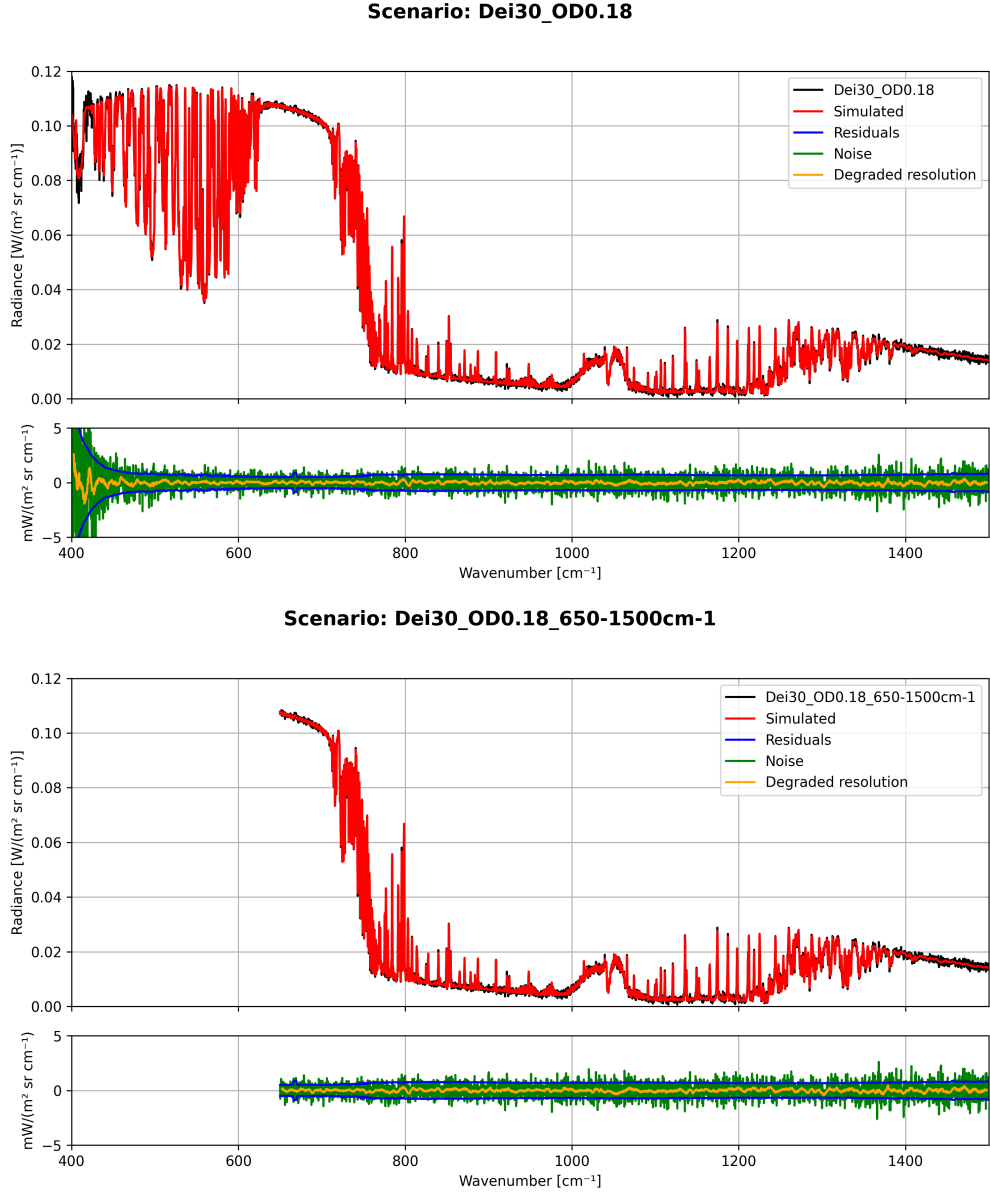 Scenario: Dei30_OD0.18
Radiance [W/(m² sr cm⁻¹)]
0.12
0.10
0.08
0.06
0.04
0.02
0.00
Dei30_OD0.18
Simulated
Residuals
Noise
Degraded resolution
mW/(m² sr cm⁻¹)
5
0
−5
400 600 800 1000 1200 1400
Wavenumber [cm⁻¹]
Scenario: Dei30_OD0.18_650-1500cm-1
Radiance [W/(m² sr cm⁻¹)]
0.12
0.10
0.08
0.06
0.04
0.02
0.00
Dei30_OD0.18_650-1500cm-1
Simulated
Residuals
Noise
Degraded resolution
mW/(m² sr cm⁻¹)
5
0
−5
400 600 800 1000 1200 1400
Wavenumber [cm⁻¹]